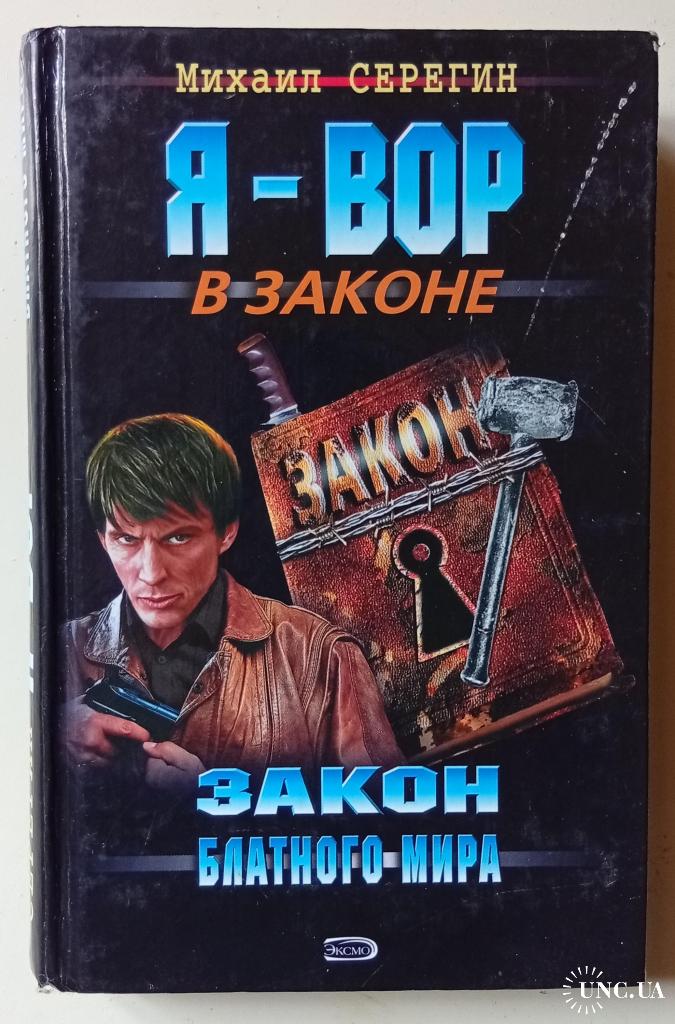 Михаил СЕРЕГИН
Я-ВОР
В ЗАКОНЕ
ЗАКОН
ЗАКОН
БЛАТНОГО МИРА
ЭКСМО
UNC.UA